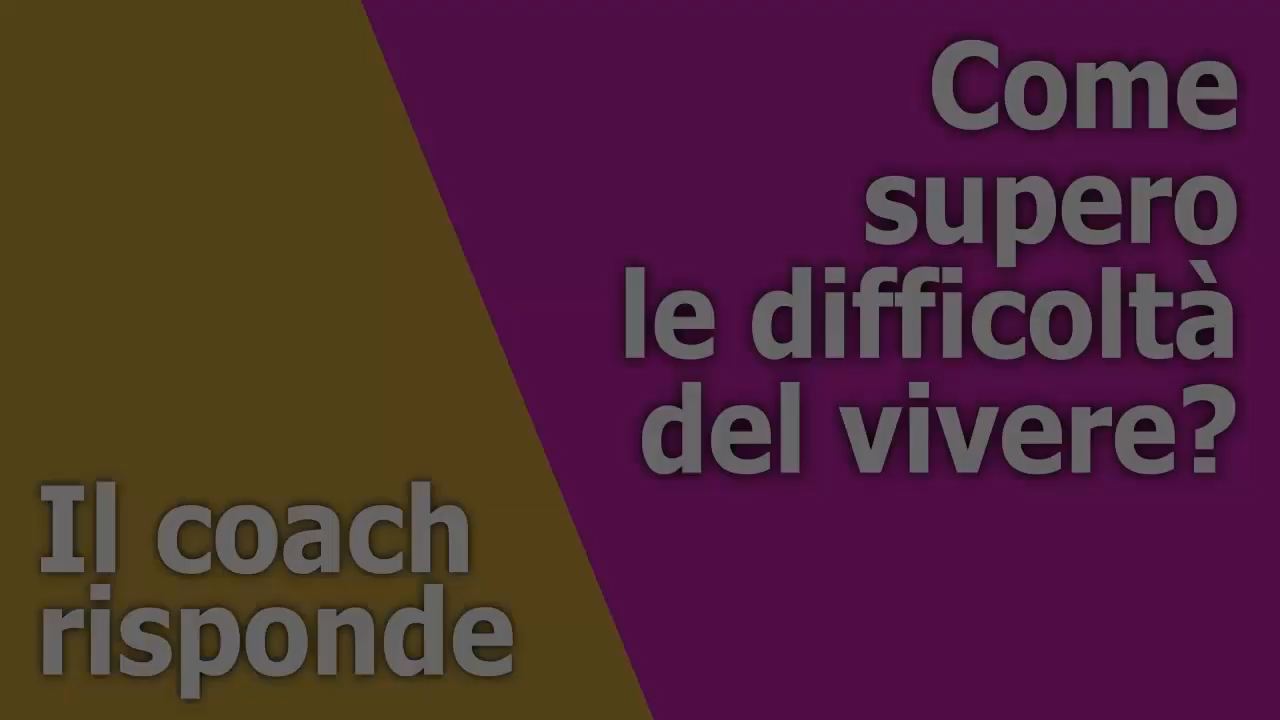 Come
supero
le difficoltà
del vivere?
Il coach
risponde